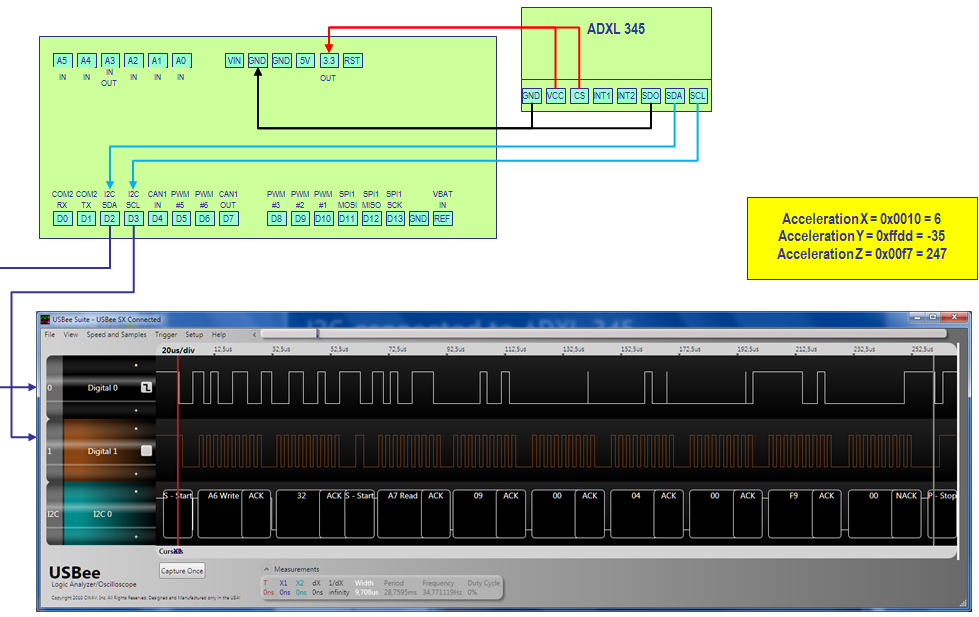 ADXL 345
A5 A4 A3 A2 A1 A0
IN IN IN IN IN IN
OUT
VIN GND GND 5V 3.3 RST
OUT
GND VCC CS INT1 INT2 SDO SDA SCL
COM2 COM2 I2C I2C CAN1 PWM PWM CAN1
RX TX SDA SCL IN #5 #6 OUT
D0 D1 D2 D3 D4 D5 D6 D7
PWM PWM PWM SPI1 SPI1 SPI1 VBAT
#3 #2 #1 MOSI MISO SCK IN
D8 D9 D10 D11 D12 D13 GND REF
Acceleration X = 0x0010 = 6
Acceleration Y = 0xffdd = -35
Acceleration Z = 0x00f7 = 247
USBee Suite - USBee SX Connected
I2C connected to ADXL 345
File View Speed and Samples Trigger Setup Help <
20us/div 12,5us 32,5us 52,5us 72,5us 92,5us 112,5us 132,5us 152,5us 172,5us 192,5us 212,5us 232,5us 252,5us
0 Digital 0
1 Digital 1
I2C I2C 0
S - Start A6 Write ACK 32 ACK S - Start A7 Read ACK 09 ACK 00 ACK 04 ACK 00 ACK F9 ACK 00 NACK P - Stop
USBee
Logic Analyzer/Oscilloscope
Copyright 2010 CWAV, Inc. All Rights Reserved. Designed and Manufactured only in the USA!
Capture Once
Measurements
T X1 X2 dX 1/dX Width Period Frequency Duty Cycle
0ns 0ns 0ns 0ns infinity 9,708us 28,7595ms 34,771119Hz 0%